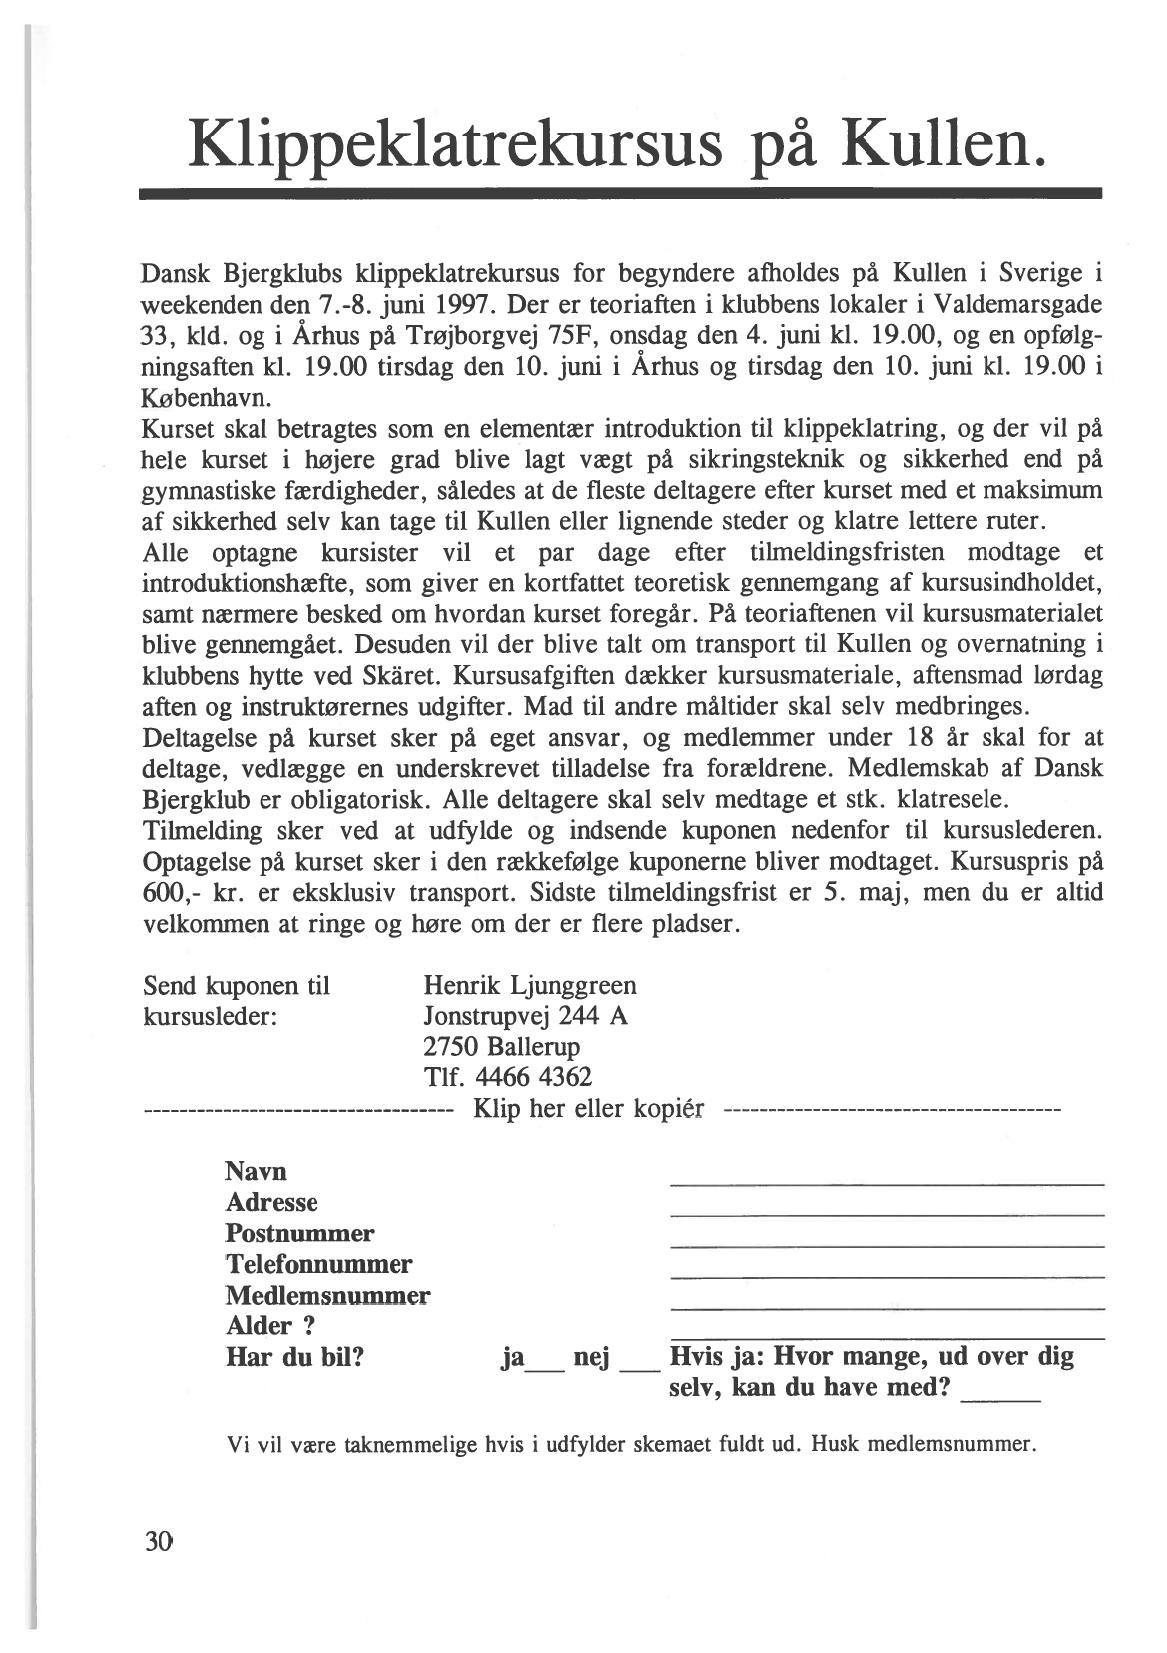 Klippeklatrekursus på Kullen.
Dansk Bjergklubs klippeklatrekursus for begyndere afholdes på Kullen i Sverige i
weekenden den 7.-8. juni 1997. Der er teoriaften i klubbens lokaler i Valdemarsgade
33, kld. og i Århus på Trøjborgvej 75F, onsdag den 4. juni kl. 19.00, og en opfølg-
ningsaften kl. 19.00 tirsdag den 10. juni i Århus og tirsdag den 10. juni kl. 19.00 i
København.
Kurset skal betragtes som en elementær introduktion til klippeklatring, og der vil på
hele kurset i højere grad blive lagt vægt på sikringsteknik og sikkerhed end på
gymnastiske færdigheder, således at de fleste deltagere efter kurset med et maksimum
af sikkerhed selv kan tage til Kullen eller lignende steder og klatre lettere ruter.
Alle optagne kursister vil et par dage efter tilmeldingsfristen modtage et
introduktionshæfte, som giver en kortfattet teoretisk gennemgang af kursusindholdet,
samt nærmere besked om hvordan kurset foregår. På teoriaftenen vil kursusmaterialet
blive gennemgået. Desuden vil der blive talt om transport til Kullen og overnatning i
klubbens hytte ved Skäret. Kursusafgiften dækker kursusmateriale, aftensmad lørdag
aften og instruktørernes udgifter. Mad til andre måltider skal selv medbringes.
Deltagelse på kurset sker på eget ansvar, og medlemmer under 18 år skal for at
deltage, vedlægge en underskrevet tilladelse fra forældrene. Medlemskab af Dansk
Bjergklub er obligatorisk. Alle deltagere skal selv medtage et stk. klatresele.
Tilmelding sker ved at udfylde og indsende kuponen nedenfor til kursuslederen.
Optagelse på kurset sker i den rækkefølge kuponerne bliver modtaget. Kursuspris på
600,- kr. er eksklusiv transport. Sidste tilmeldingsfrist er 5. maj, men du er altid
velkommen at ringe og høre om der er flere pladser.
Send kuponen til Henrik Ljunggreen
kursusleder: Jonstrupvej 244 A
2750 Ballerup
Tlf. 4466 4362
----------------------------------- Klip her eller kopiér --------------------------------------
Navn
Adresse
Postnummer
Telefonnummer
Medlemsnummer
Alder ?
Har du bil? ja___ nej ___ Hvis ja: Hvor mange, ud over dig
selv, kan du have med? ______
Vi vil være taknemmelige hvis i udfylder skemaet fuldt ud. Husk medlemsnummer.
30